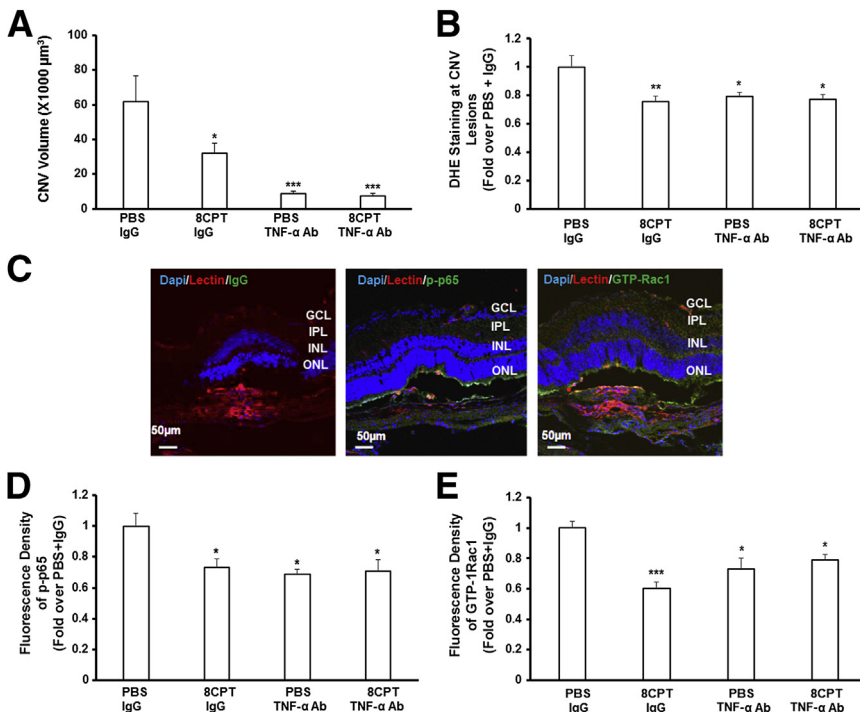 A
CNV Volume (X1000 µm³)
100
80
60
40
20
0
*
***
***
PBS
IgG
8CPT
IgG
PBS
TNF-α Ab
8CPT
TNF-α Ab
B
DHE Staining at CNV
Lesions
(Fold over PBS + IgG)
1.2
1
0.8
0.6
0.4
0.2
0
**
*
*
PBS
IgG
8CPT
IgG
PBS
TNF-α Ab
8CPT
TNF-α Ab
C
Dapi/Lectin/IgG
GCL
IPL
INL
ONL
50µm
Dapi/Lectin/p-p65
GCL
IPL
INL
ONL
50µm
Dapi/Lectin/GTP-Rac1
GCL
IPL
INL
ONL
50µm
D
Fluorescence Density
of p-p65
(Fold over PBS+IgG)
1.2
1
0.8
0.6
0.4
0.2
0
*
*
*
PBS
IgG
8CPT
IgG
PBS
TNF-α Ab
8CPT
TNF-α Ab
E
Fluorescence Density
of GTP-1Rac1
(Fold over PBS+IgG)
1.2
1
0.8
0.6
0.4
0.2
0
***
*
*
PBS
IgG
8CPT
IgG
PBS
TNF-α Ab
8CPT
TNF-α Ab